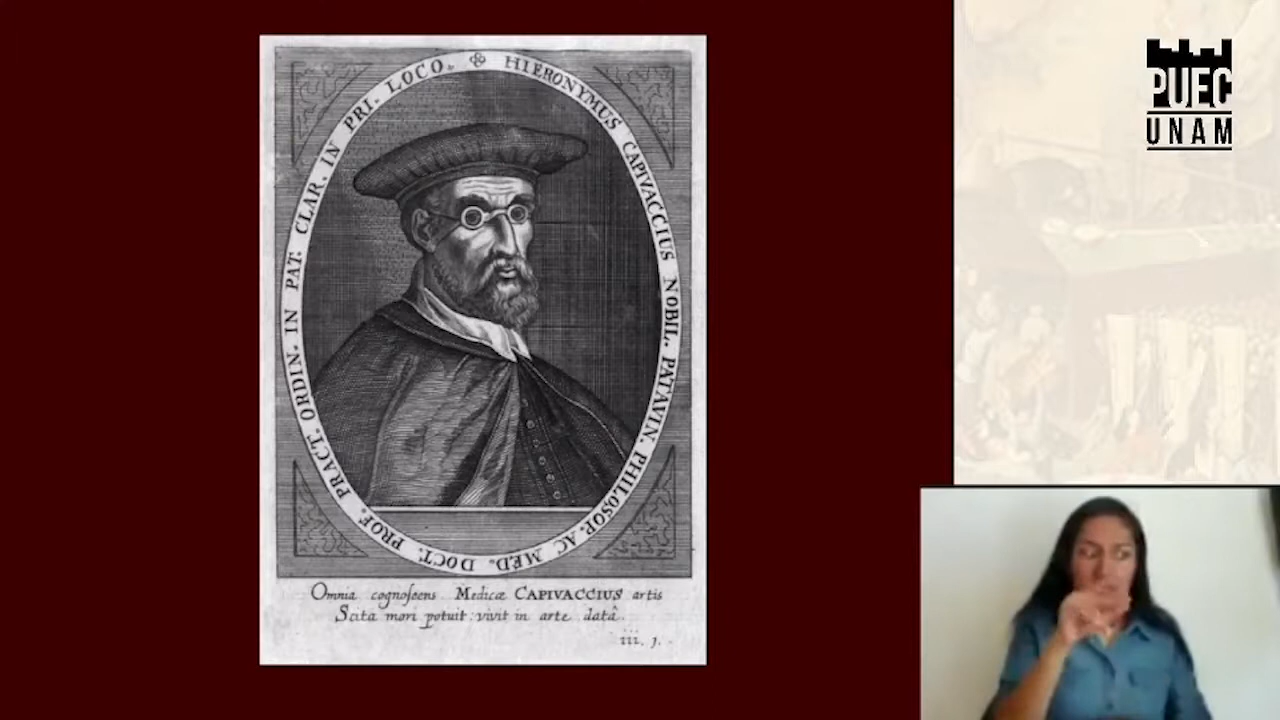 ✤ HIERONYMUS CAPIVACCIUS NOBIL. PATAVIN. PHILOSOP. AC MED. DOCT. PROF. PRACT. ORDIN. IN PAT. CLAR. IN PRI. LOCO.
Omnia cognoscens Medicæ CAPIVACCIUS artis
Scita mori potuit: vivit in arte datâ.
iii. j.
PUEC
UNAM